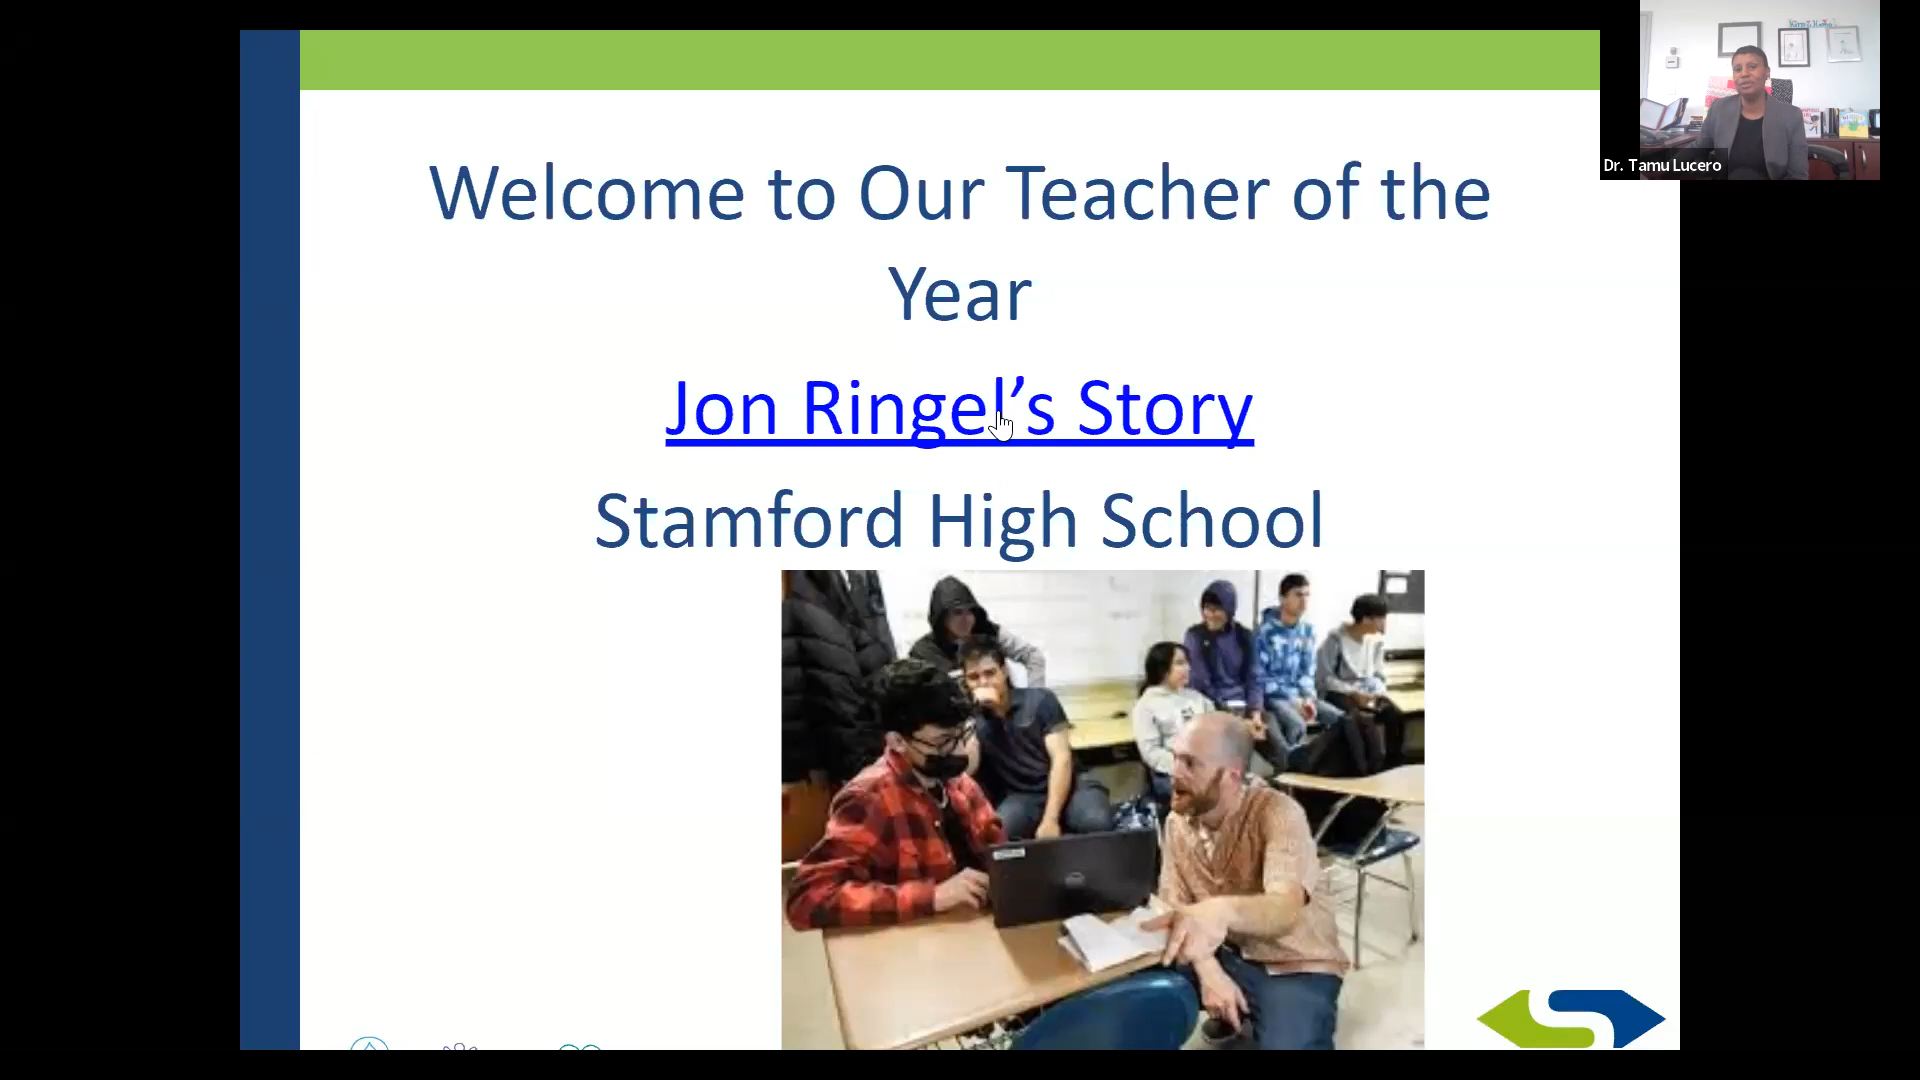 Welcome to Our Teacher of the
Year
Jon Ringel’s Story
Stamford High School
Dr. Tamu Lucero